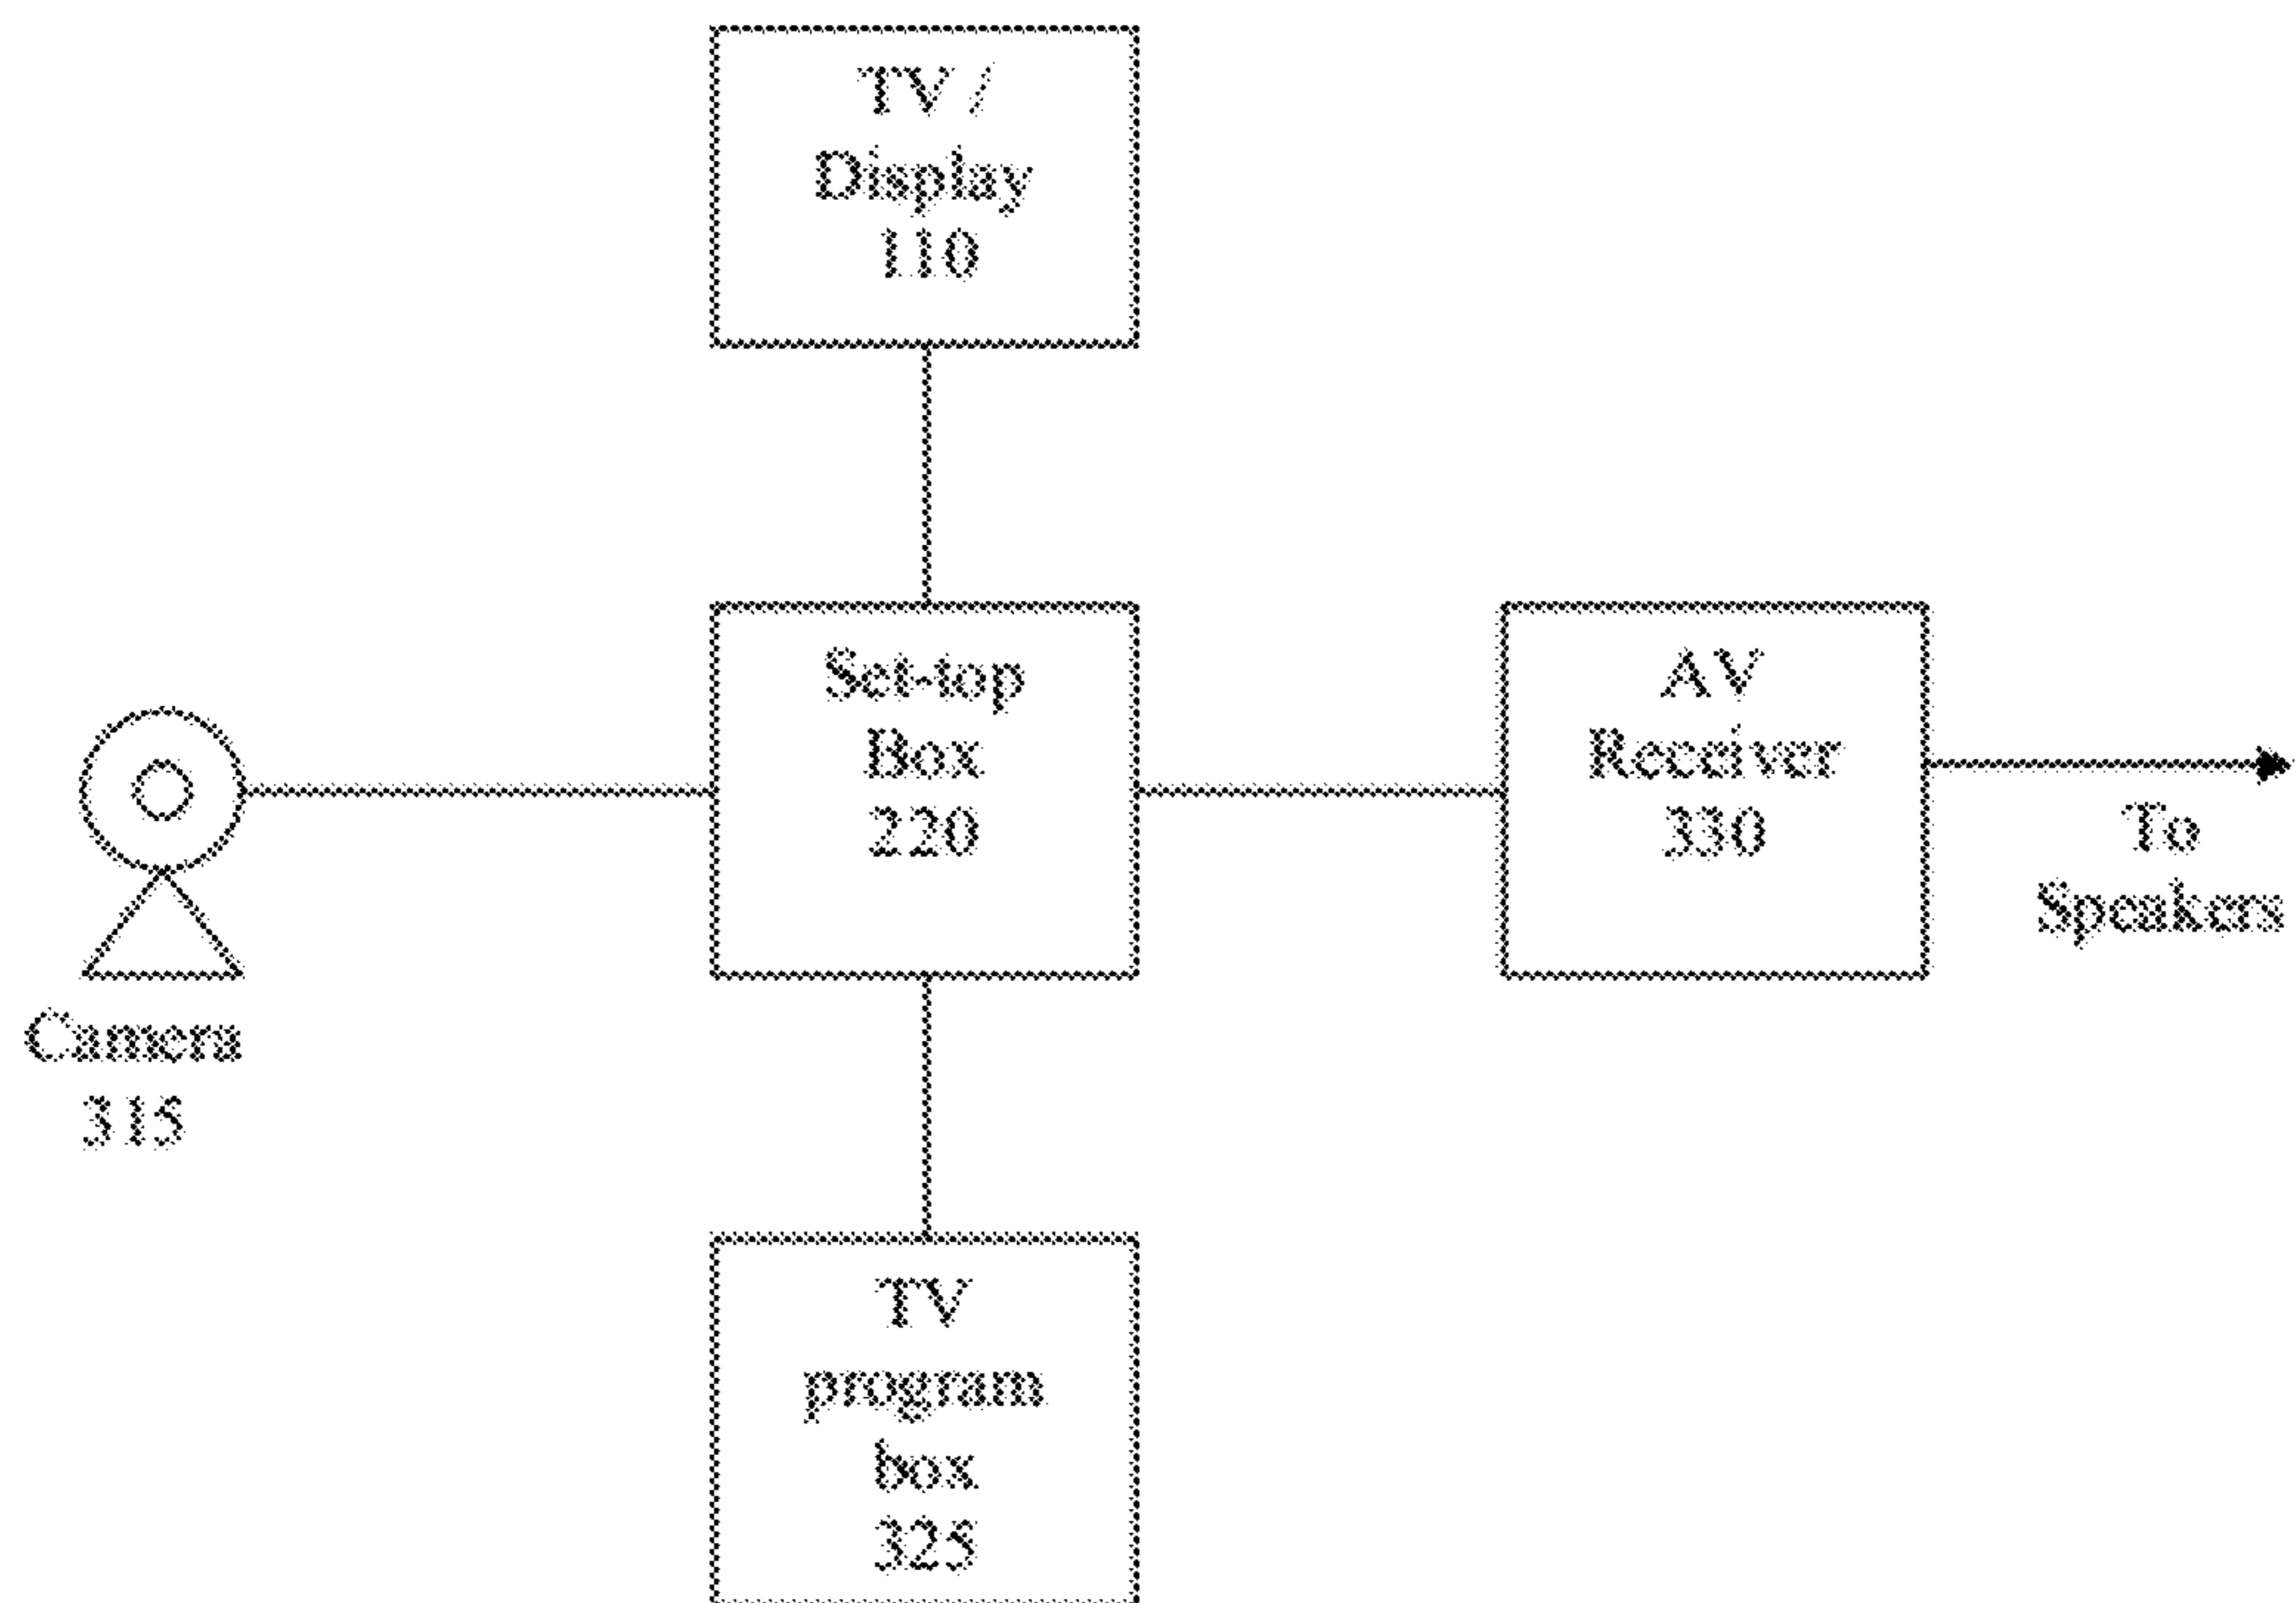 TV /
Display
110
Set-top
Box
220
AV
Receiver
330
To
Speakers
Camera
315
TV
program
box
325